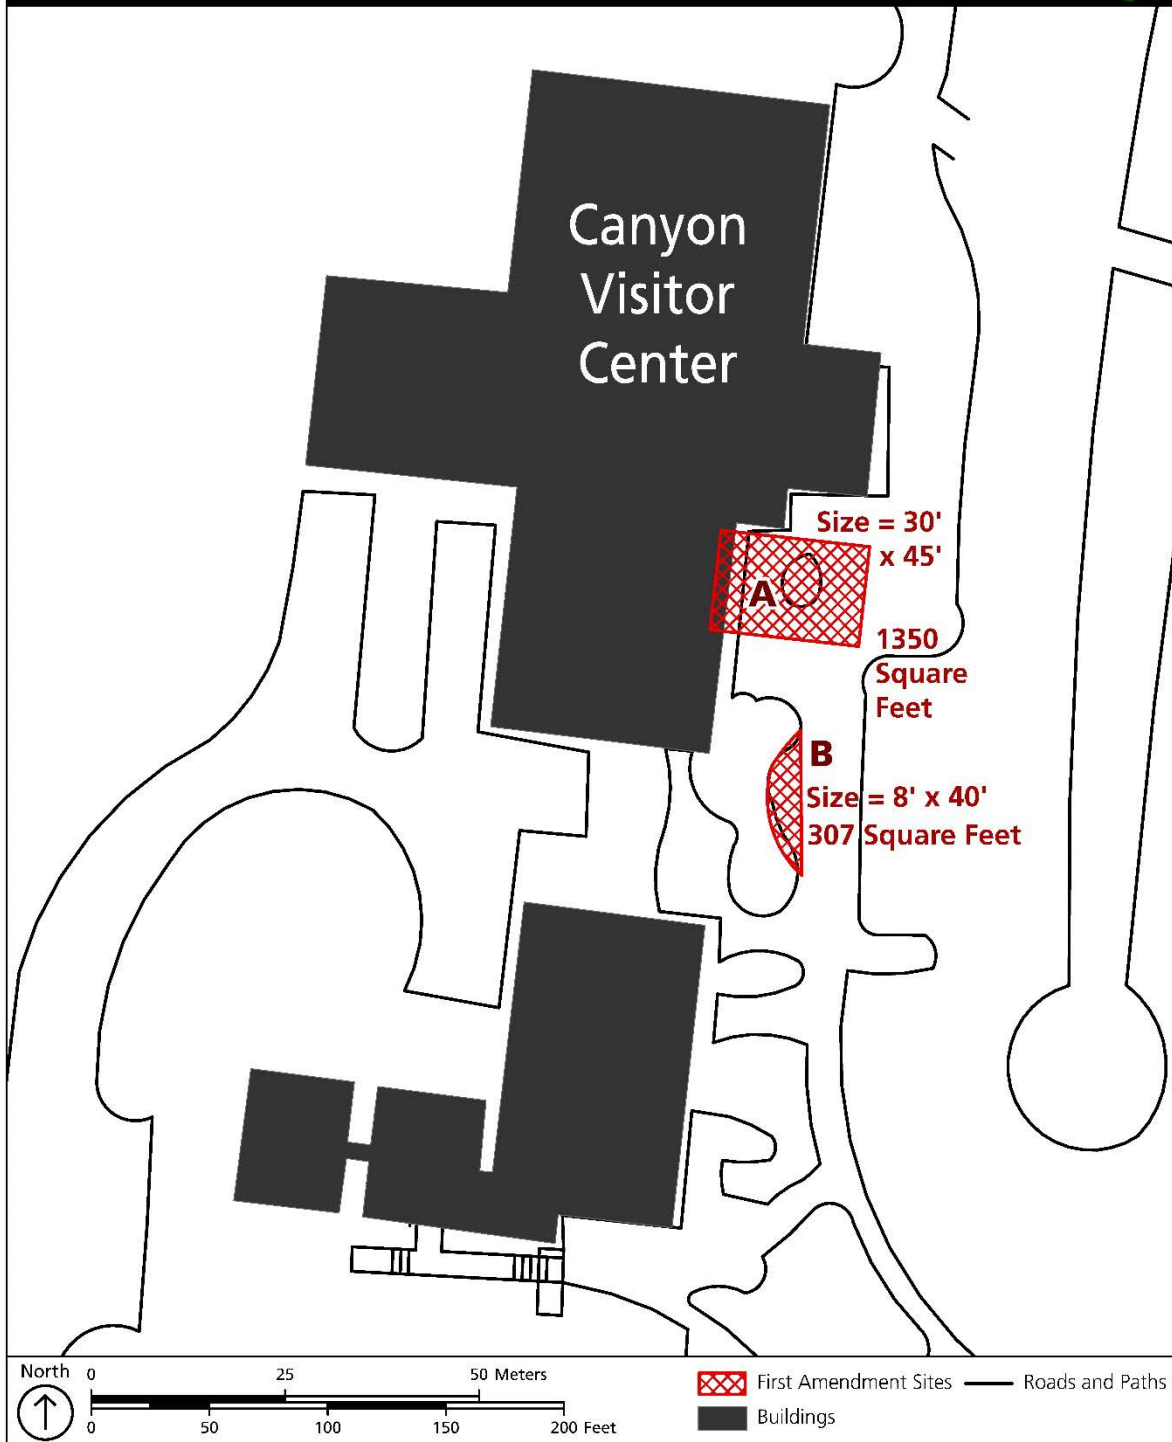 Canyon
Visitor
Center
Size = 30'
x 45'
A
1350
Square
Feet
B
Size = 8' x 40'
307 Square Feet
North
0 25 50 Meters
0 50 100 150 200 Feet
First Amendment Sites
Roads and Paths
Buildings